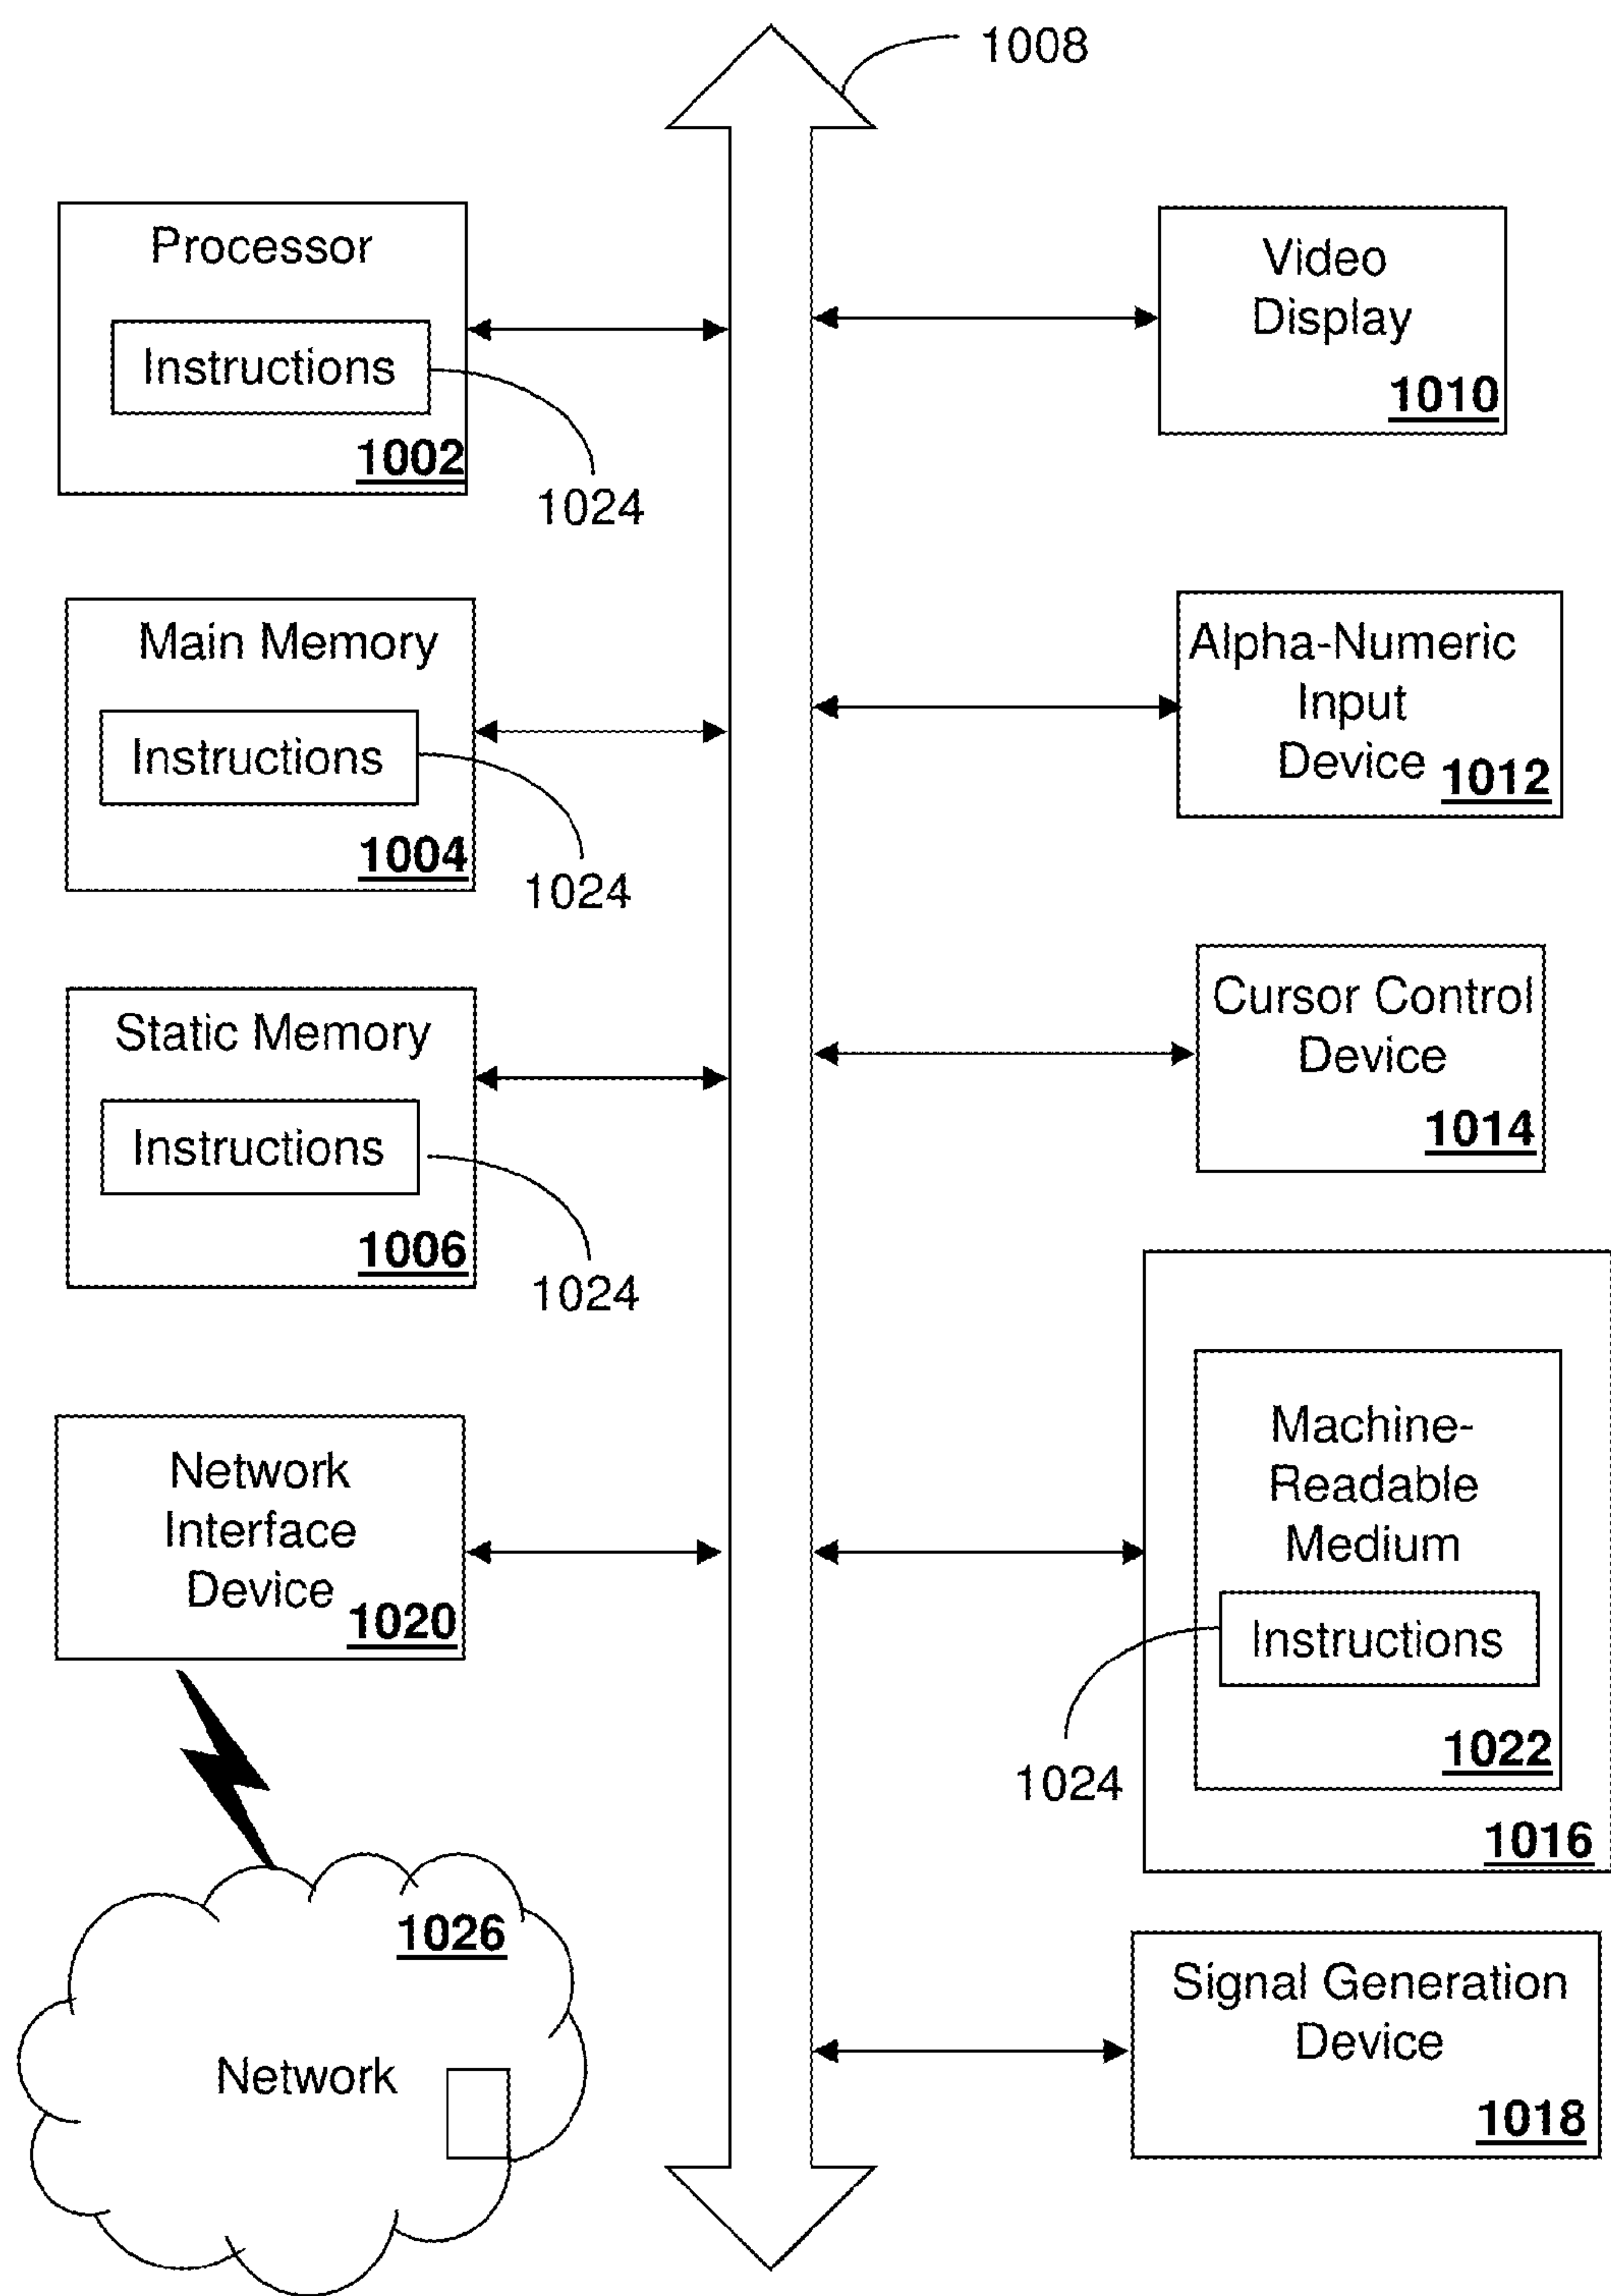 1008
Processor
Instructions
1002
1024
Main Memory
Instructions
1004
1024
Static Memory
Instructions
1006
1024
Network
Interface
Device
1020
1026
Network
Video
Display
1010
Alpha-Numeric
Input
Device
1012
Cursor Control
Device
1014
Machine-
Readable
Medium
Instructions
1022
1024
1016
Signal Generation
Device
1018